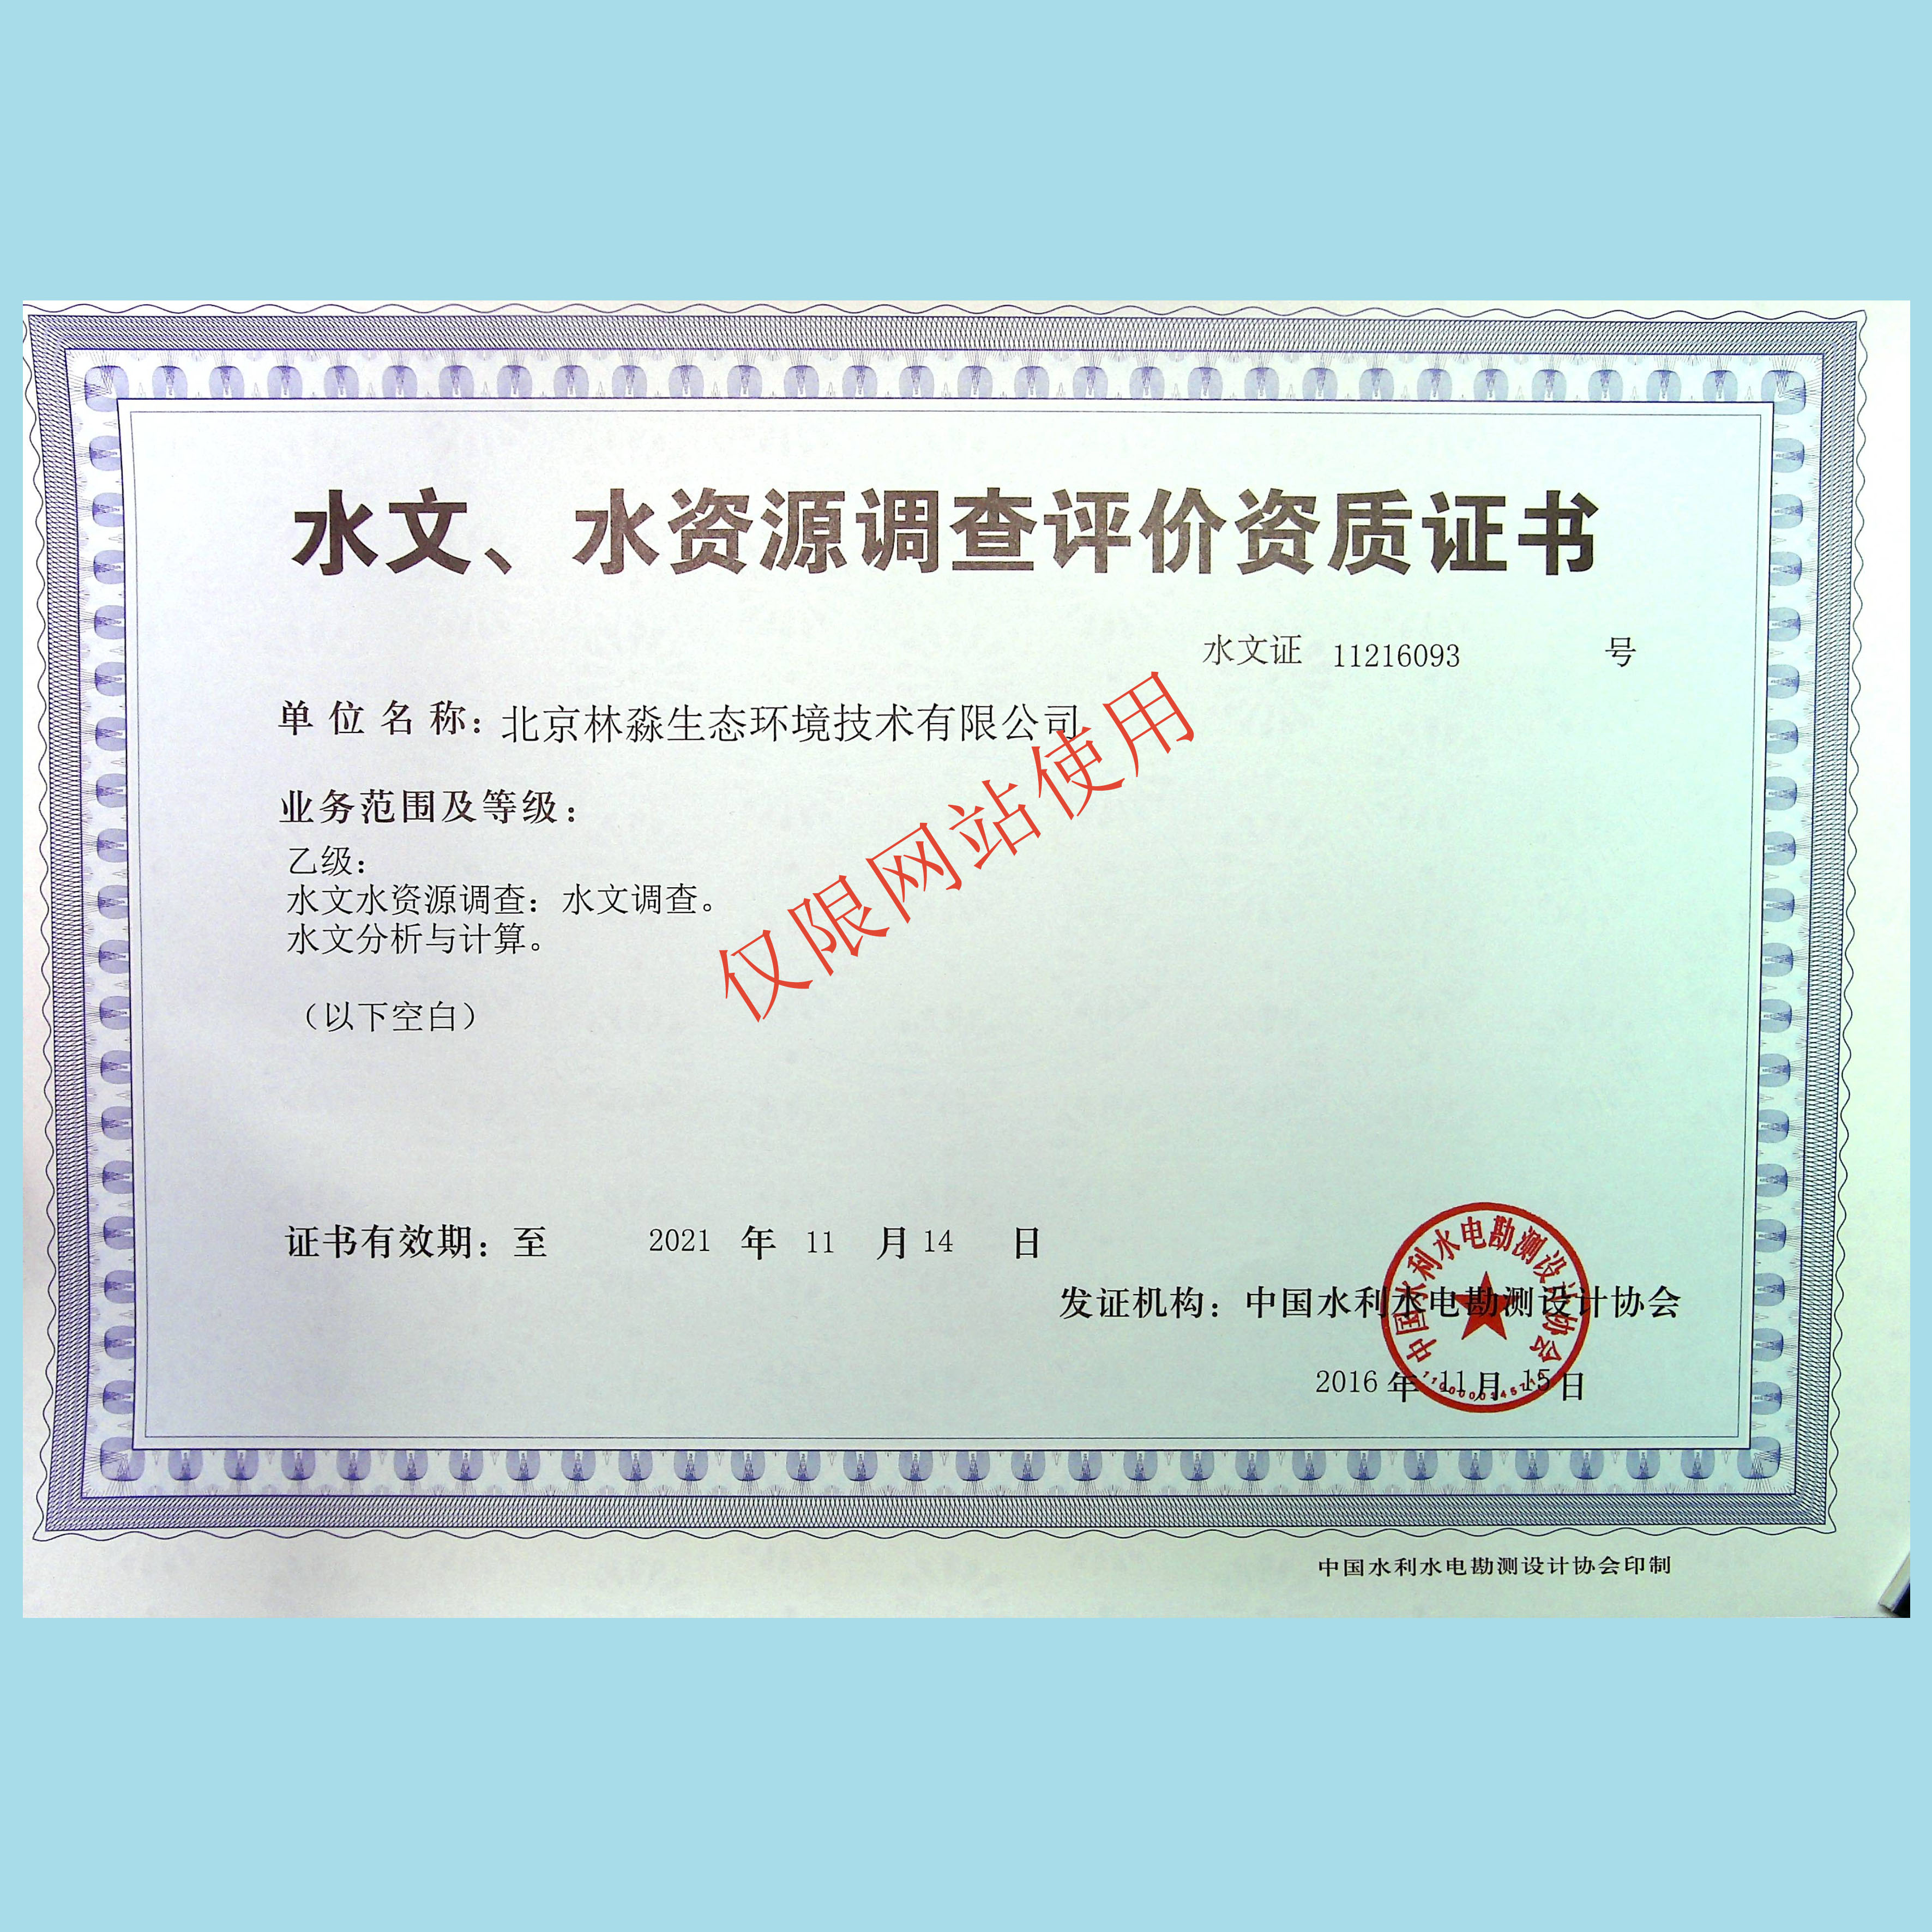 水文、水资源调查评价资质证书
水文证 11216093 号
单位名称：北京林淼生态环境技术有限公司
业务范围及等级：
乙级：
水文水资源调查：水文调查。
水文分析与计算。
（以下空白）
仅限网站使用
证书有效期：至 2021 年 11 月 14 日
发证机构：中国水利水电勘测设计协会
中国水利水电勘测设计协会
2016 年 11 月 15 日
中国水利水电勘测设计协会印制